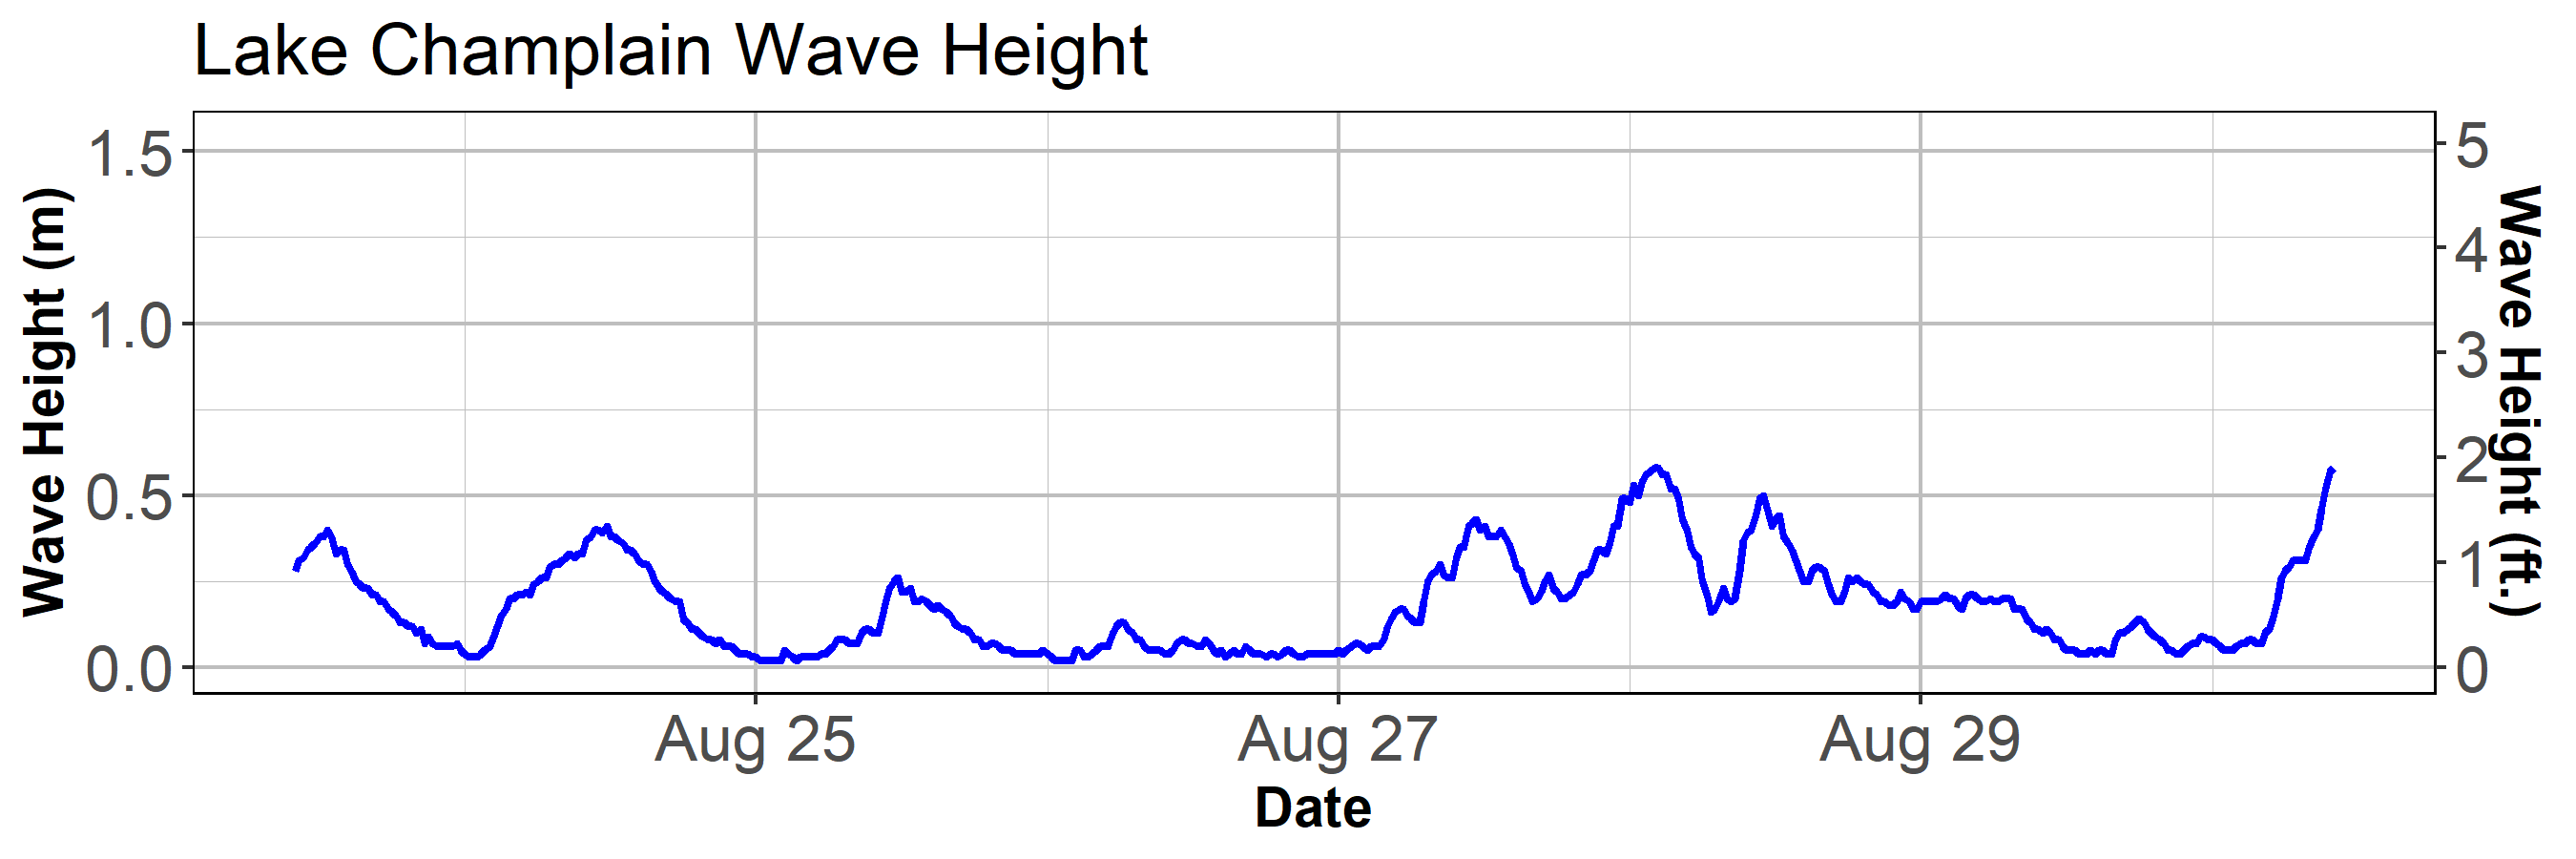 Lake Champlain Wave Height
Wave Height (m)
1.5
1.0
0.5
0.0
5
4
3
2
1
0
Wave Height (ft.)
Aug 25 Aug 27 Aug 29
Date